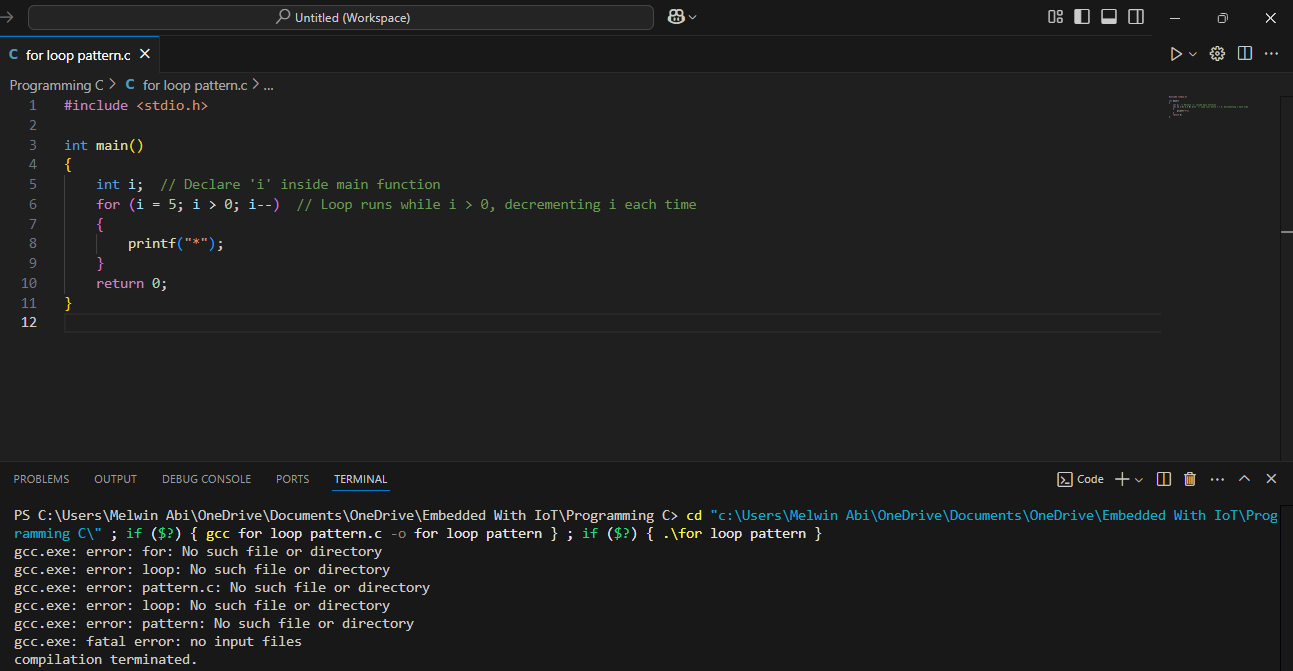 Untitled (Workspace)
C for loop pattern.c
Programming C > C for loop pattern.c > ...
1 #include <stdio.h>
2
3 int main()
4 {
5 int i;  // Declare 'i' inside main function
6 for (i = 5; i > 0; i--)  // Loop runs while i > 0, decrementing i each time
7 {
8 printf("*");
9 }
10 return 0;
11 }
12
PROBLEMS OUTPUT DEBUG CONSOLE PORTS TERMINAL Code
PS C:\Users\Melwin Abi\OneDrive\Documents\OneDrive\Embedded With IoT\Programming C> cd "c:\Users\Melwin Abi\OneDrive\Documents\OneDrive\Embedded With IoT\Prog
ramming C\" ; if ($?) { gcc for loop pattern.c -o for loop pattern } ; if ($?) { .\for loop pattern }
gcc.exe: error: for: No such file or directory
gcc.exe: error: loop: No such file or directory
gcc.exe: error: pattern.c: No such file or directory
gcc.exe: error: loop: No such file or directory
gcc.exe: error: pattern: No such file or directory
gcc.exe: fatal error: no input files
compilation terminated.